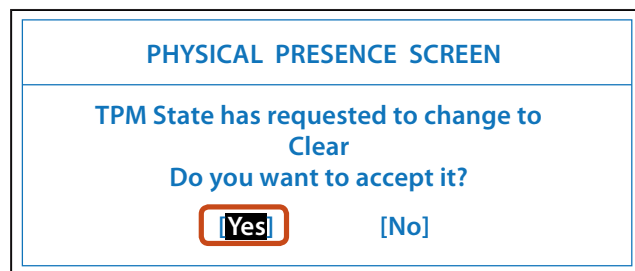 PHYSICAL PRESENCE SCREEN
TPM State has requested to change to
Clear
Do you want to accept it?
[Yes] [No]